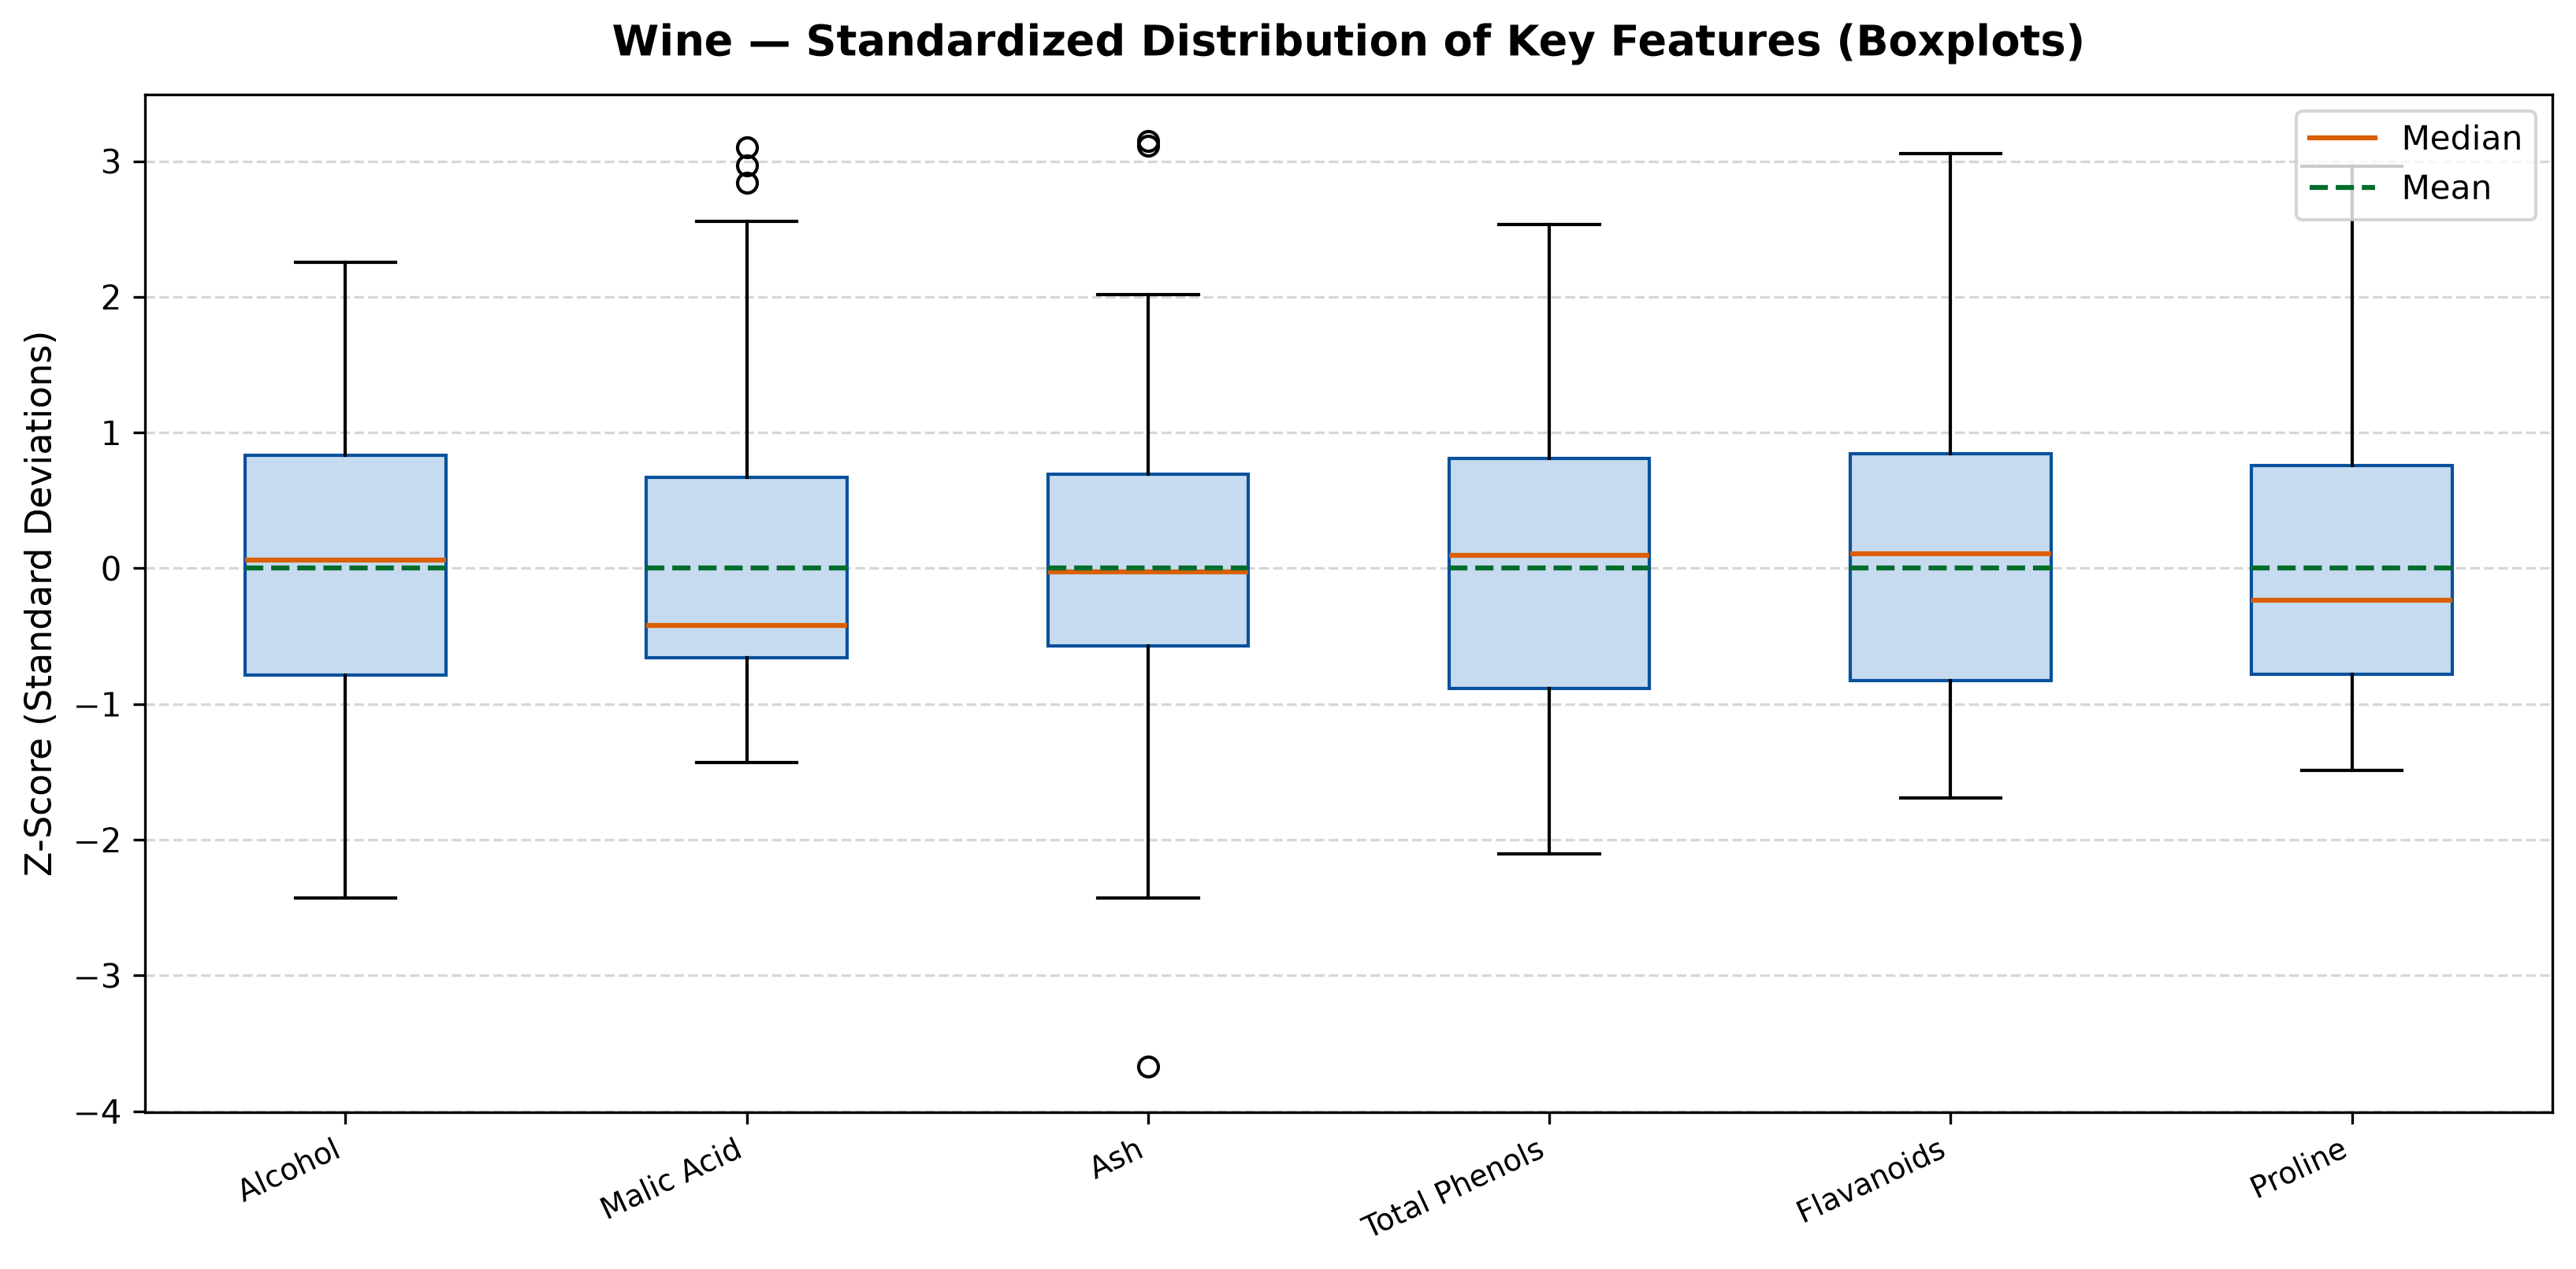 Wine — Standardized Distribution of Key Features (Boxplots)
Median
Mean
Z-Score (Standard Deviations)
3
2
1
0
−1
−2
−3
−4
Alcohol
Malic Acid
Ash
Total Phenols
Flavanoids
Proline